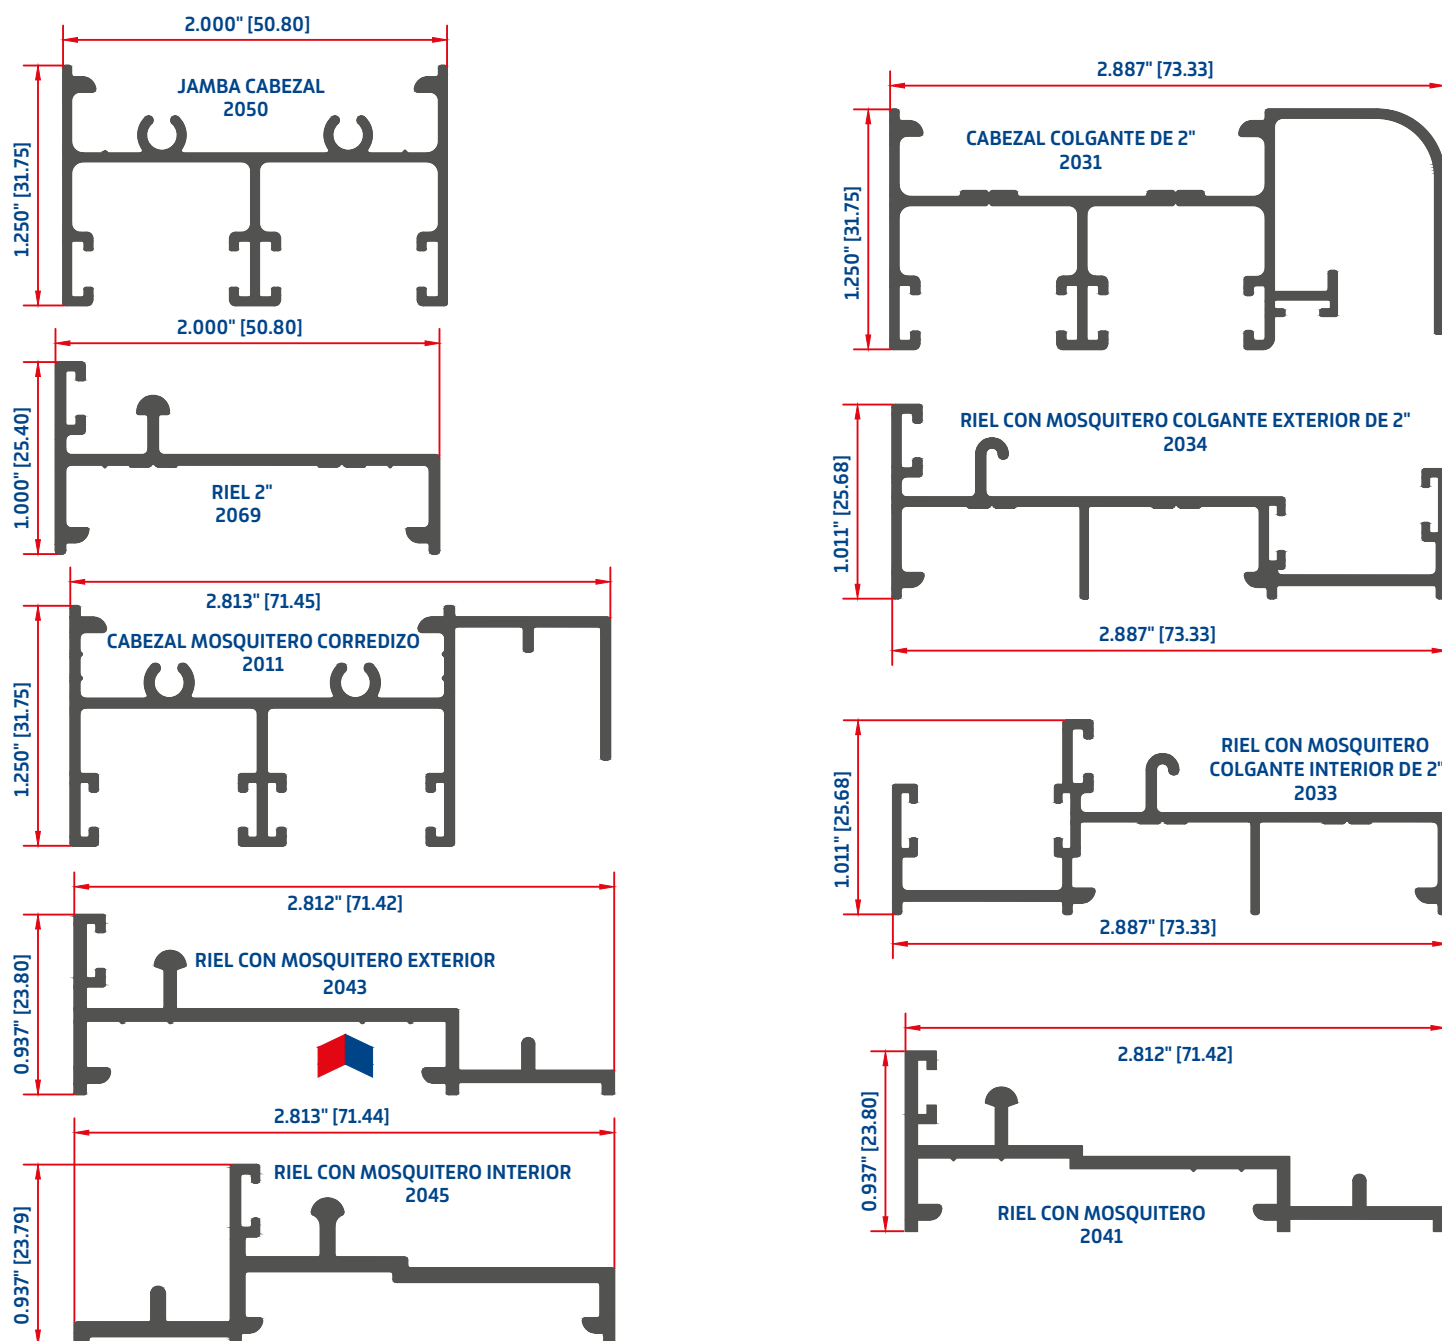 2.000" [50.80]
JAMBA CABEZAL
2050
1.250" [31.75]
2.000" [50.80]
1.000" [25.40]
RIEL 2"
2069
2.813" [71.45]
CABEZAL MOSQUITERO CORREDIZO
2011
1.250" [31.75]
2.812" [71.42]
RIEL CON MOSQUITERO EXTERIOR
2043
0.937" [23.80]
2.813" [71.44]
RIEL CON MOSQUITERO INTERIOR
2045
0.937" [23.79]
2.887" [73.33]
CABEZAL COLGANTE DE 2"
2031
1.250" [31.75]
RIEL CON MOSQUITERO COLGANTE EXTERIOR DE 2"
2034
1.011" [25.68]
2.887" [73.33]
RIEL CON MOSQUITERO
COLGANTE INTERIOR DE 2"
2033
1.011" [25.68]
2.887" [73.33]
2.812" [71.42]
0.937" [23.80]
RIEL CON MOSQUITERO
2041